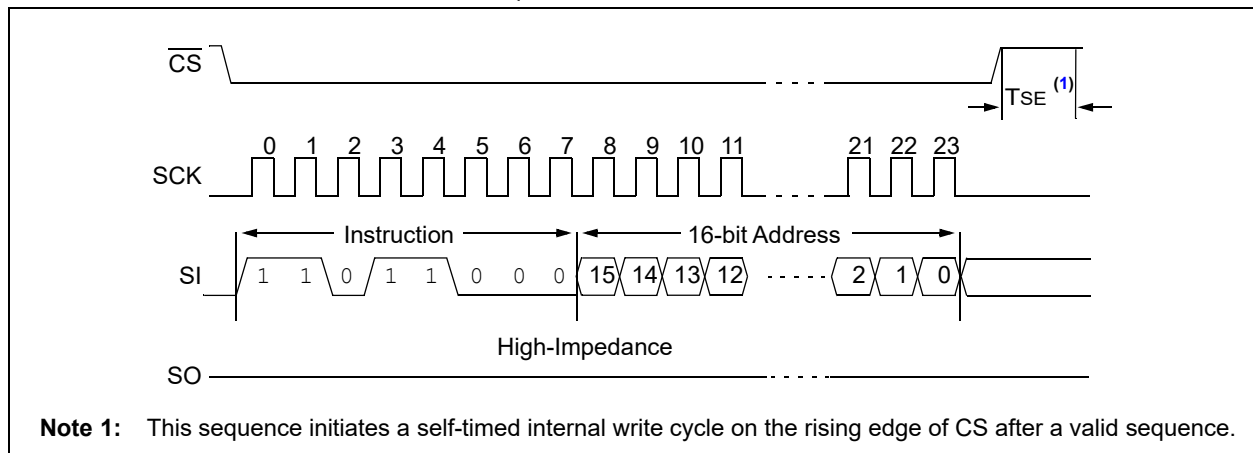 CS
TSE (1)
0 1 2 3 4 5 6 7 8 9 10 11 21 22 23
SCK
Instruction 16-bit Address
SI 1 1 0 1 1 0 0 0 15 14 13 12 2 1 0
High-Impedance
SO
Note 1: This sequence initiates a self-timed internal write cycle on the rising edge of CS after a valid sequence.